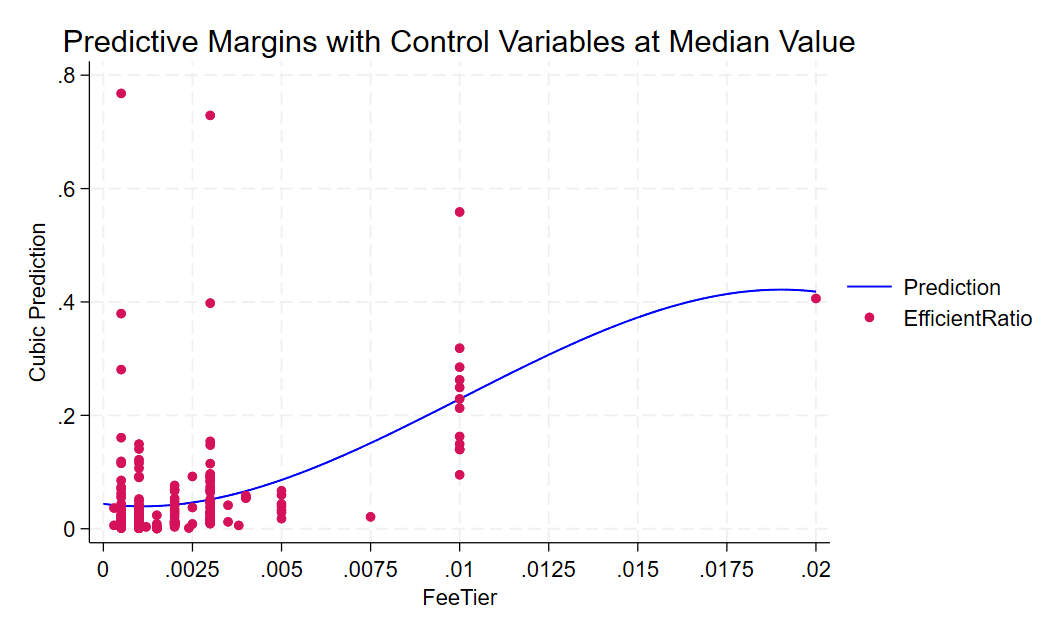 Predictive Margins with Control Variables at Median Value
Cubic Prediction
.8
.6
.4
.2
0
0 .0025 .005 .0075 .01 .0125 .015 .0175 .02
FeeTier
Prediction
EfficientRatio